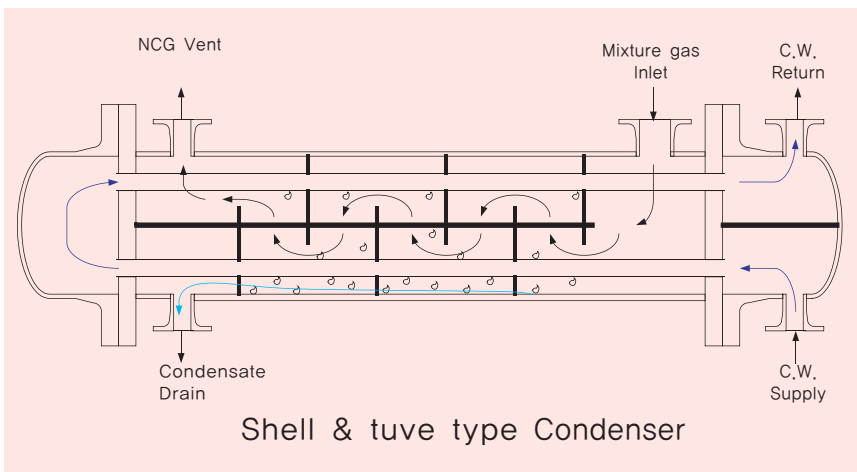 NCG Vent
Mixture gas
Inlet
C.W.
Return
Condensate
Drain
C.W.
Supply
Shell & tuve type Condenser